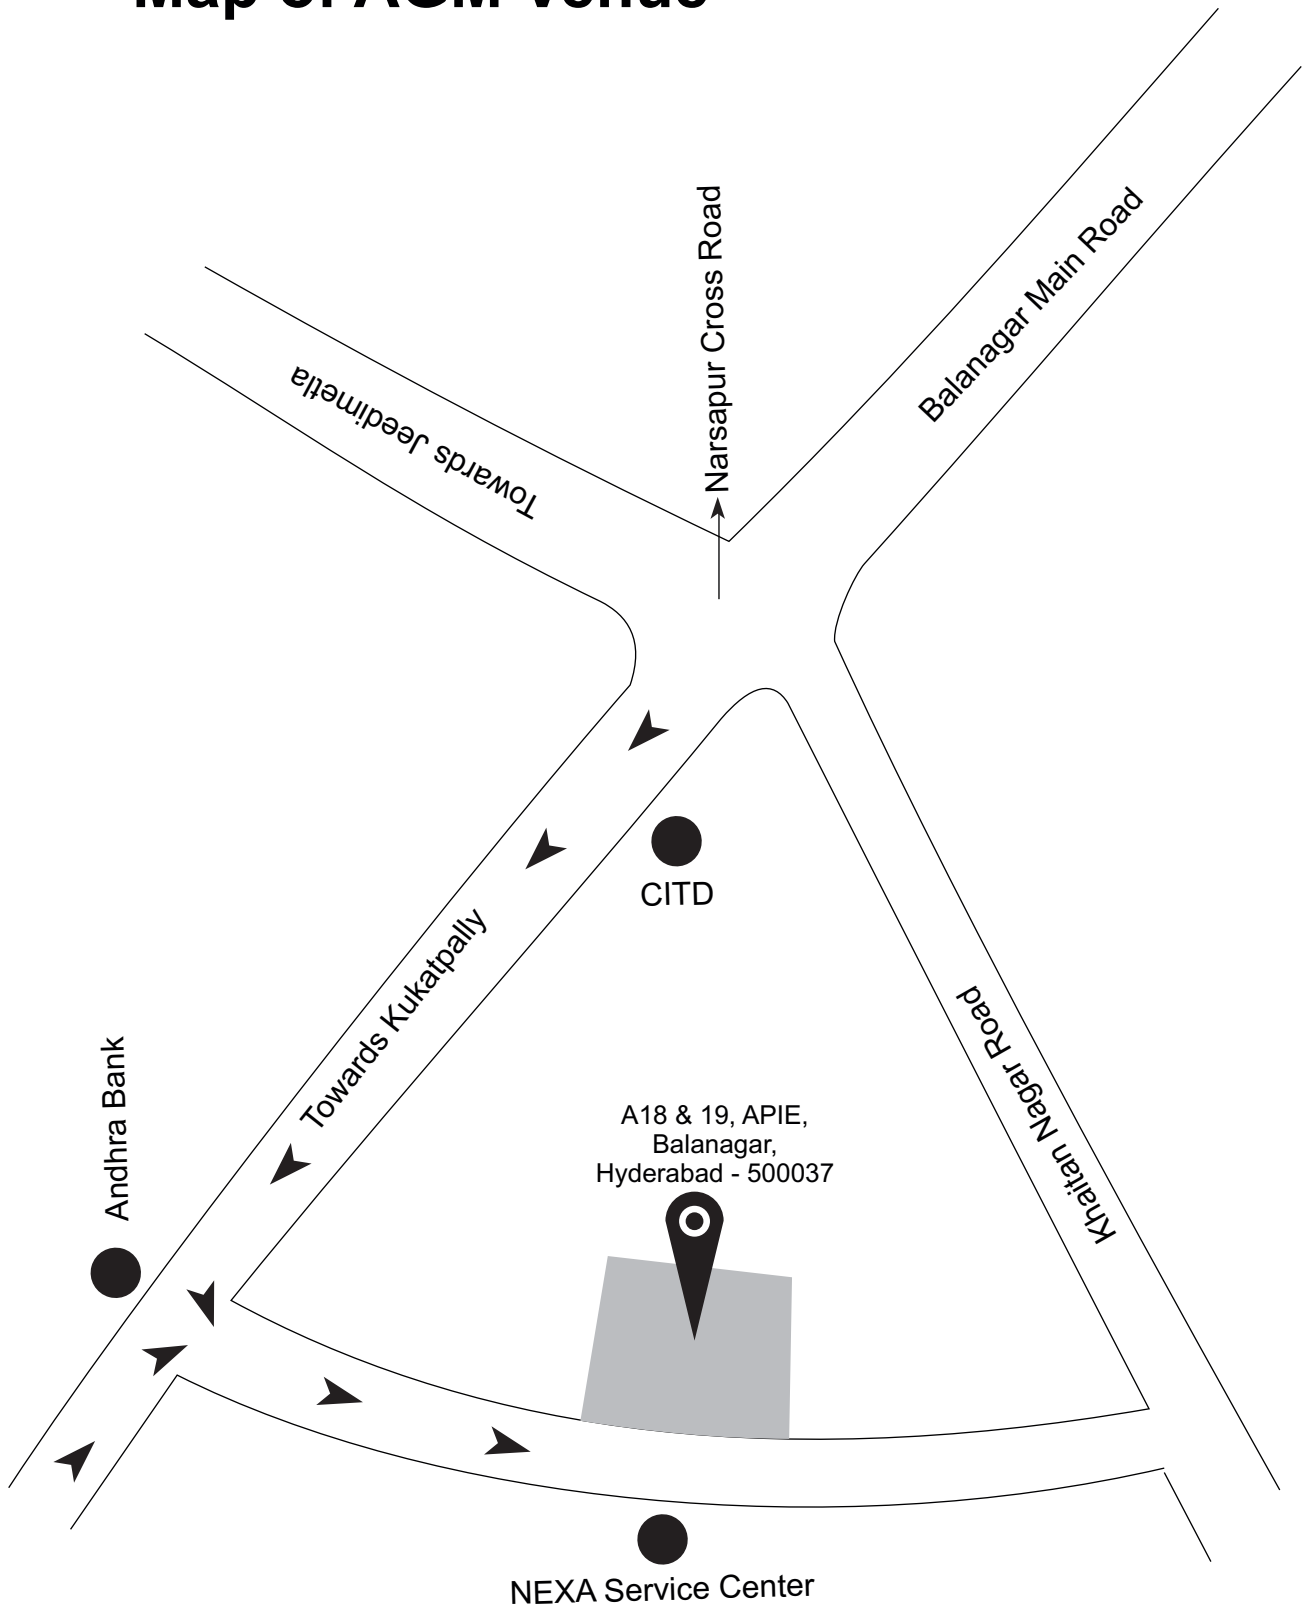 Map of AGM Venue
Narsapur Cross Road
Balanagar Main Road
Towards Jeedimetla
CITD
Towards Kukatpally
Khaitan Nagar Road
Andhra Bank
A18 & 19, APIE,
Balanagar,
Hyderabad - 500037
NEXA Service Center